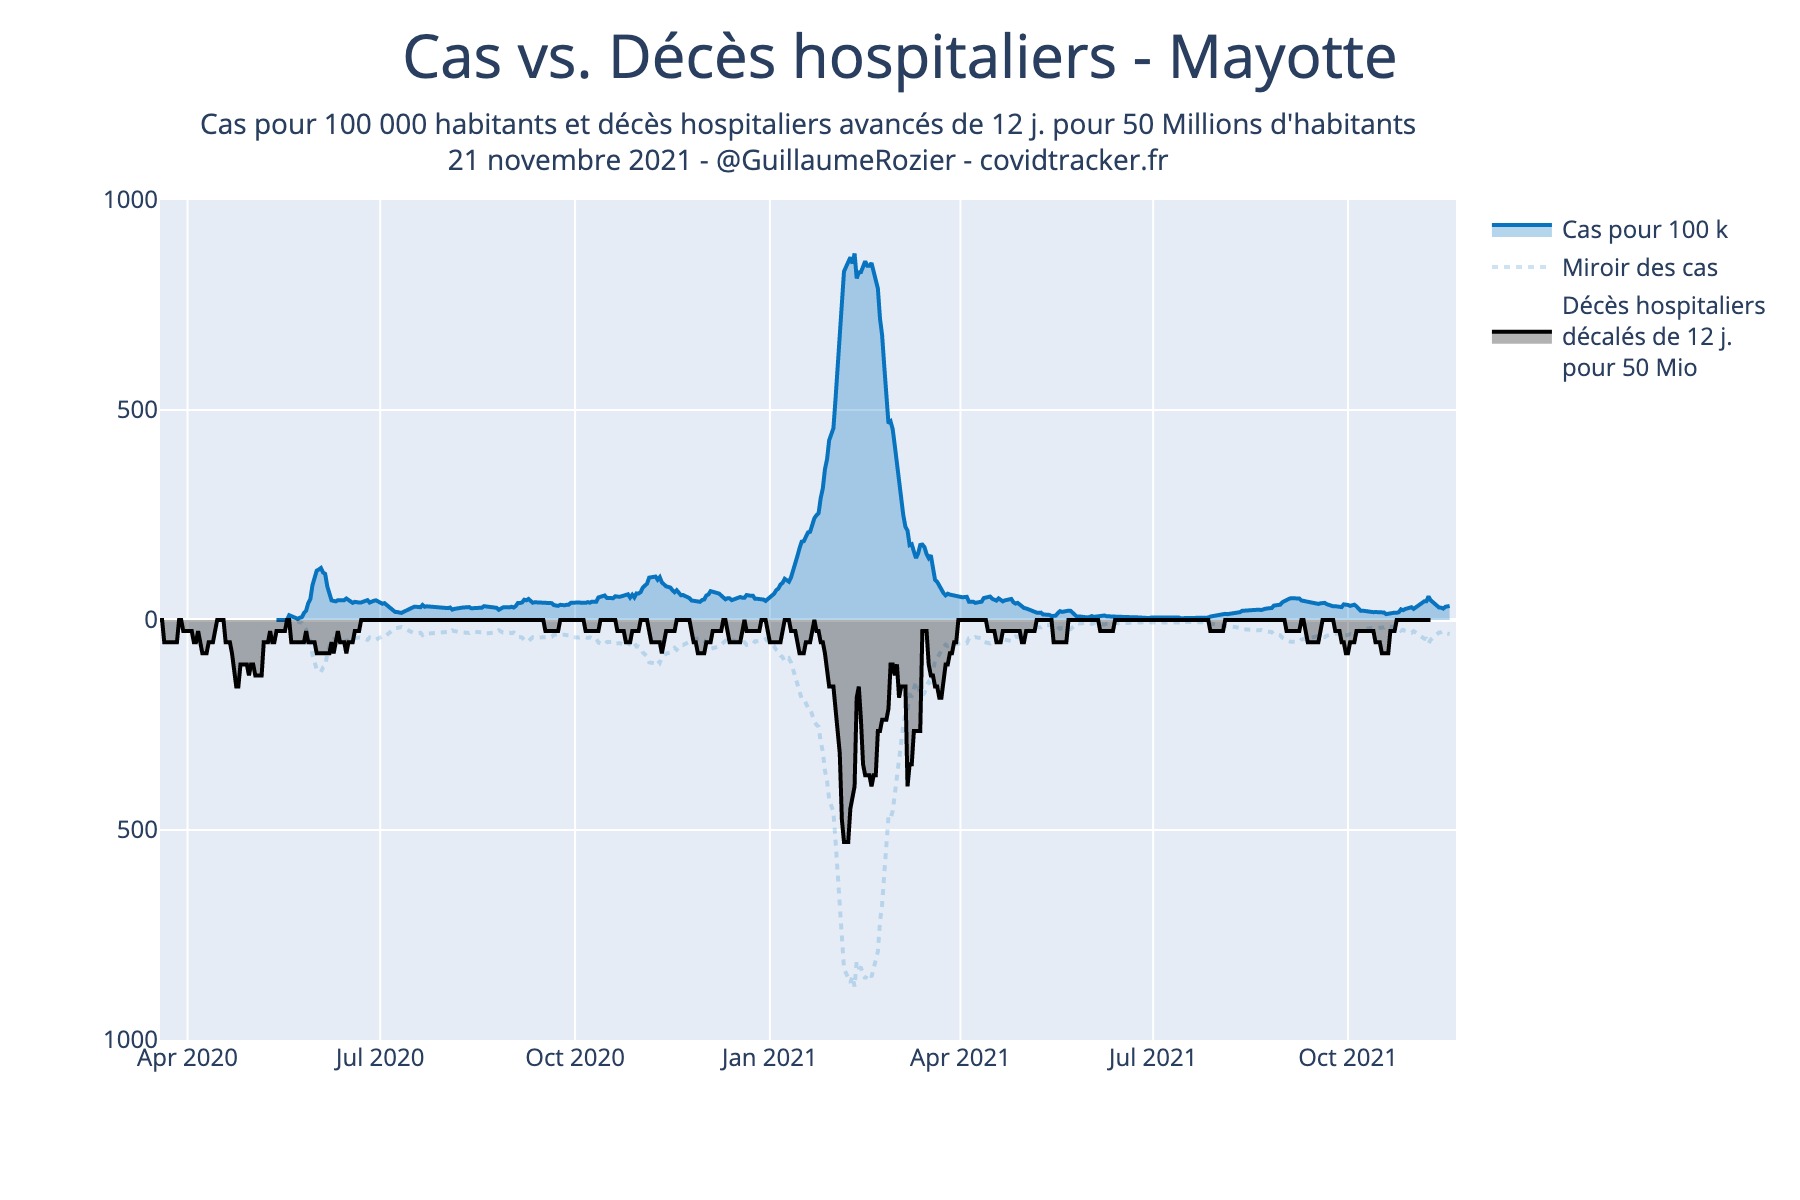 Cas vs. Décès hospitaliers - Mayotte
Cas pour 100 000 habitants et décès hospitaliers avancés de 12 j. pour 50 Millions d'habitants
21 novembre 2021 - @GuillaumeRozier - covidtracker.fr
1000
500
0
500
1000
Apr 2020
Jul 2020
Oct 2020
Jan 2021
Apr 2021
Jul 2021
Oct 2021
Cas pour 100 k
Miroir des cas
Décès hospitaliers
décalés de 12 j.
pour 50 Mio